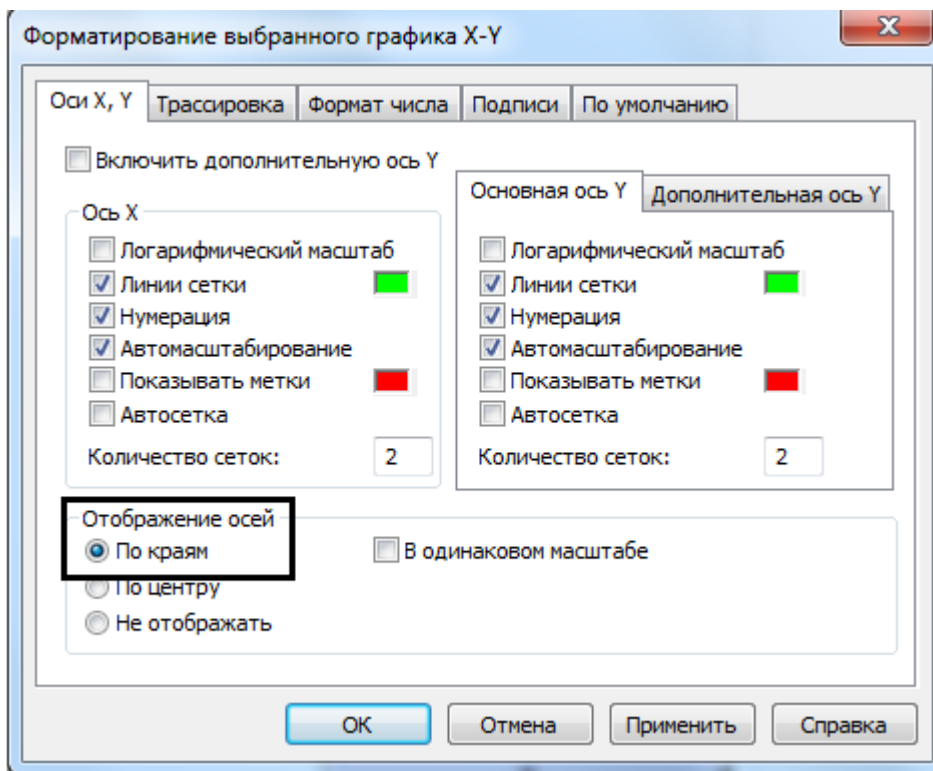 Форматирование выбранного графика X-Y
Оси X, Y
Трассировка
Формат числа
Подписи
По умолчанию
Включить дополнительную ось Y
Ось X
Логарифмический масштаб
Линии сетки
Нумерация
Автомасштабирование
Показывать метки
Автосетка
Количество сеток: 2
Основная ось Y
Дополнительная ось Y
Логарифмический масштаб
Линии сетки
Нумерация
Автомасштабирование
Показывать метки
Автосетка
Количество сеток: 2
Отображение осей
По краям
В одинаковом масштабе
По центру
Не отображать
ОК
Отмена
Применить
Справка